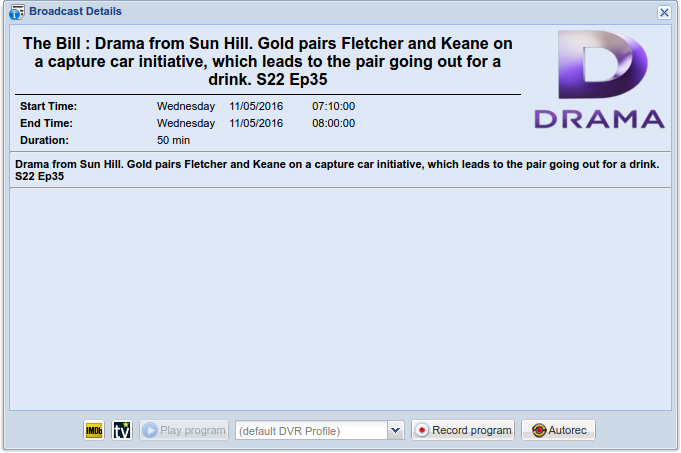 Broadcast Details
The Bill : Drama from Sun Hill. Gold pairs Fletcher and Keane on
a capture car initiative, which leads to the pair going out for a
drink. S22 Ep35
D
DRAMA
Start Time: Wednesday 11/05/2016 07:10:00
End Time: Wednesday 11/05/2016 08:00:00
Duration: 50 min
Drama from Sun Hill. Gold pairs Fletcher and Keane on a capture car initiative, which leads to the pair going out for a drink.
S22 Ep35
IMDb tv Play program (default DVR Profile) Record program Autorec